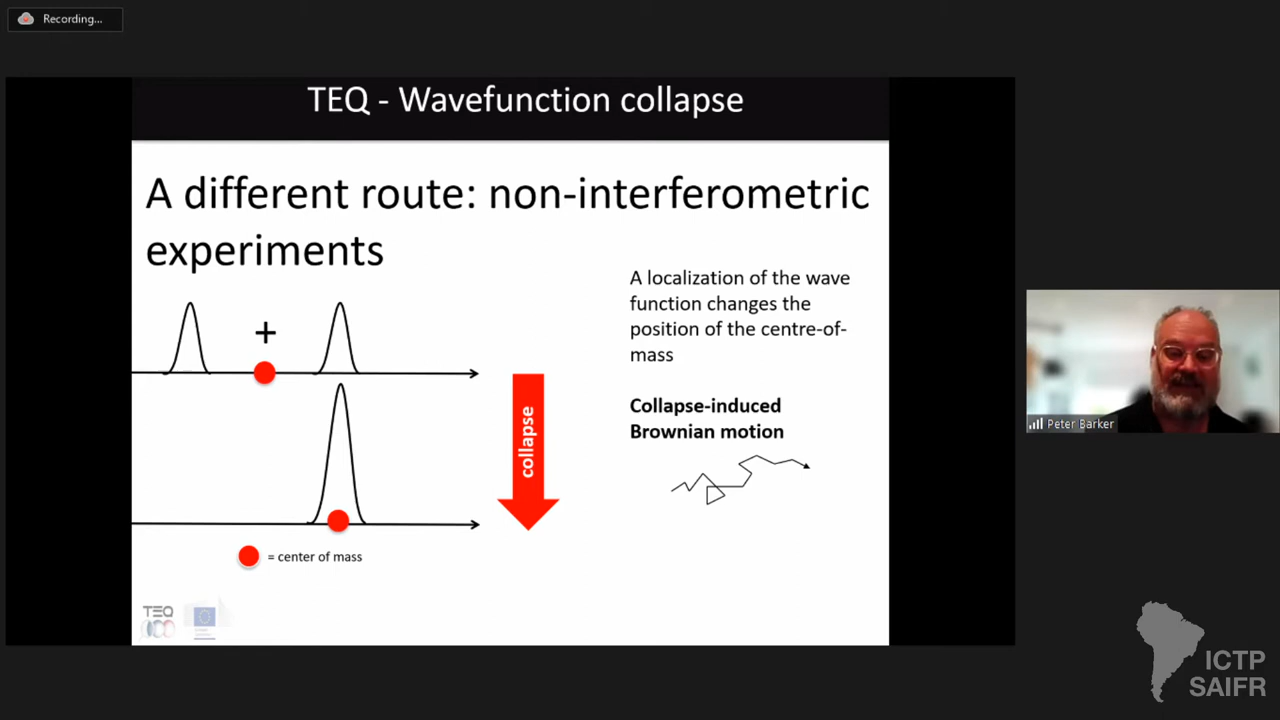 Recording...
TEQ - Wavefunction collapse
A different route: non-interferometric
experiments
A localization of the wave
function changes the
position of the centre-of-
mass
Collapse-induced
Brownian motion
+
collapse
= center of mass
TEQ
Peter Barker
ICTP
SAIFR